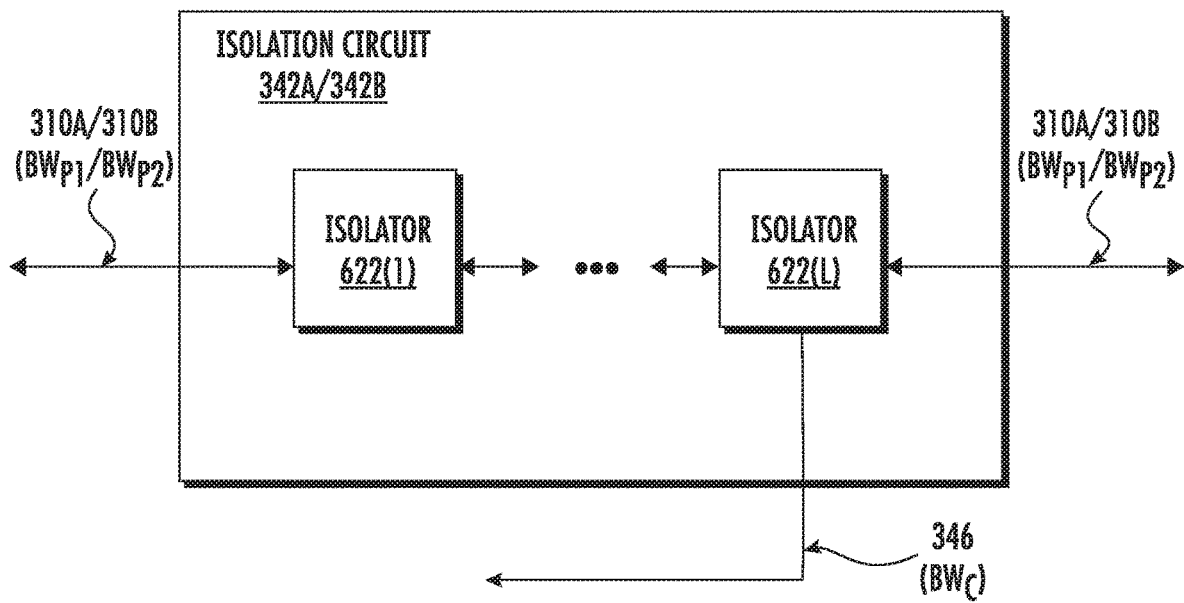 ISOLATION CIRCUIT
342A/342B
310A/310B
(BWP1/BWP2)
310A/310B
(BWP1/BWP2)
ISOLATOR
622(1)
•••
ISOLATOR
622(L)
346
(BWC)